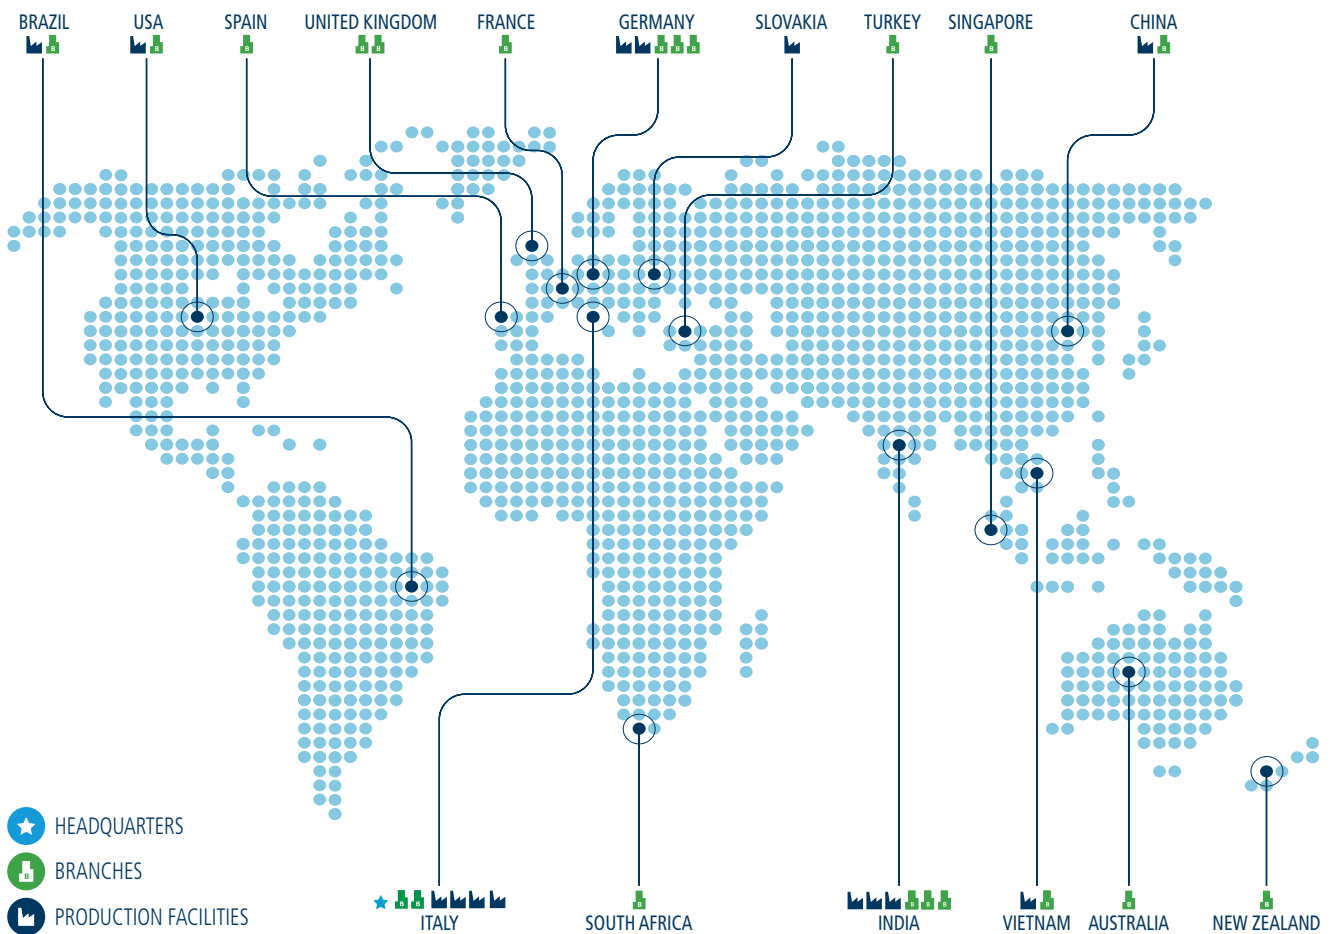 BRAZIL
USA
SPAIN
UNITED KINGDOM
FRANCE
GERMANY
SLOVAKIA
TURKEY
SINGAPORE
CHINA
B
B
B
B B
B
B B B
B
B
B
HEADQUARTERS
B BRANCHES
PRODUCTION FACILITIES
B B
B
B B B
B
B
B
ITALY
SOUTH AFRICA
INDIA
VIETNAM
AUSTRALIA
NEW ZEALAND